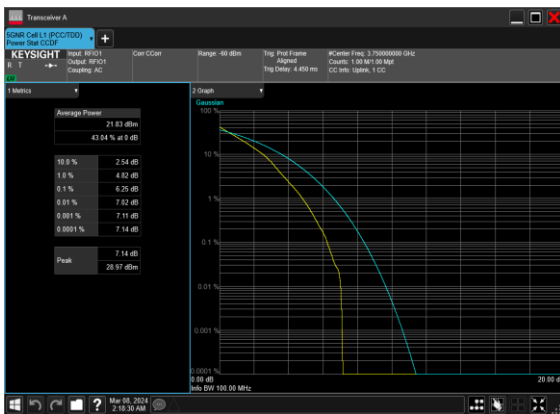 Transceiver A
5GNR Cell L1 (PCC/TDD)
Power Stat CCDF
+
KEYSIGHT
R T
Input: RFIO1
Output: RFIO1
Coupling: AC
Corr CCorr
Range: -60 dBm
Trig: Prot Frame
Aligned
Trig Delay: 4.450 ms
#Center Freq: 3.750000000 GHz
Counts: 1.00 M/1.00 Mpt
CC Info: Uplink, 1 CC
1 Metrics
Average Power
21.83 dBm
43.04 % at 0 dB
10.0 % 2.54 dB
1.0 % 4.82 dB
0.1 % 6.25 dB
0.01 % 7.02 dB
0.001 % 7.11 dB
0.0001 % 7.14 dB
Peak
7.14 dB
28.97 dBm
2 Graph
Gaussian
100 %
10 %
1 %
0.1 %
0.01 %
0.001 %
0.0001 %
0.00 dB
20.00 d
Info BW 100.00 MHz
?
Mar 08, 2024
2:18:30 AM